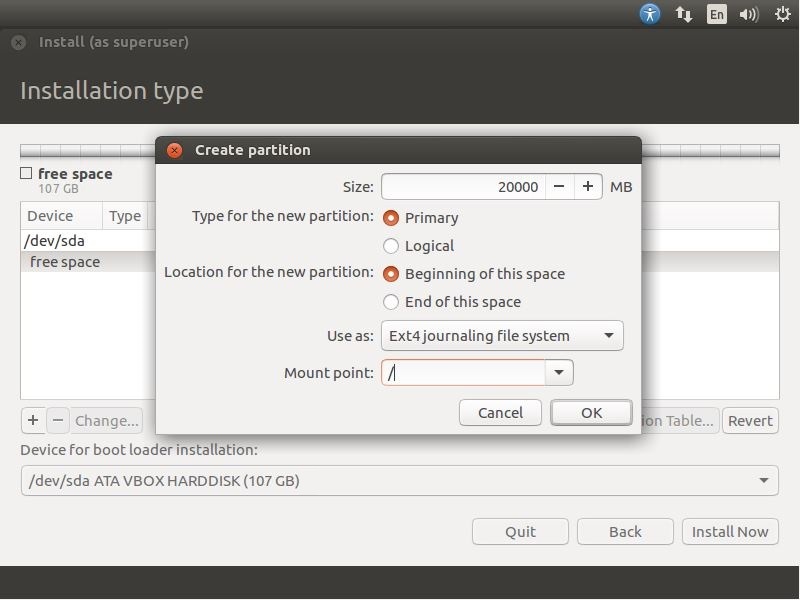 En
Install (as superuser)
Installation type
Create partition
free space
107 GB
Size: 20000 − + MB
Type for the new partition: Primary
Logical
Location for the new partition: Beginning of this space
End of this space
Use as: Ext4 journaling file system
Mount point: /
Cancel OK
Device Type
/dev/sda
free space
+ − Change... ion Table... Revert
Device for boot loader installation:
/dev/sda ATA VBOX HARDDISK (107 GB)
Quit Back Install Now